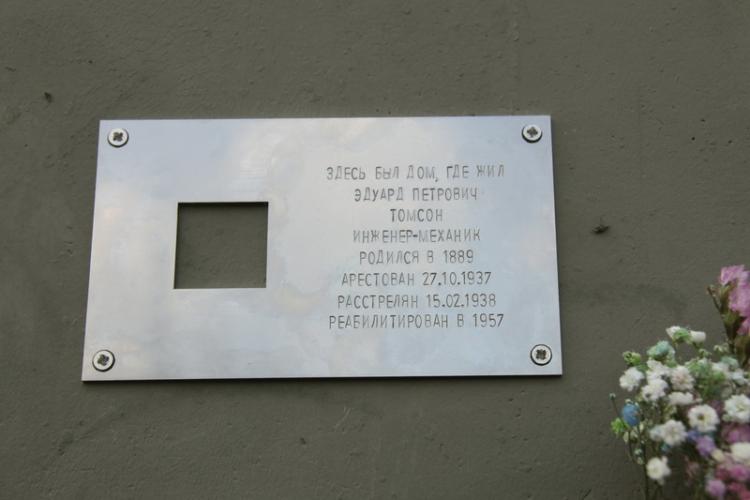 ЗДЕСЬ БЫЛ ДОМ, ГДЕ ЖИЛ
ЭДУАРД ПЕТРОВИЧ
ТОМСОН
ИНЖЕНЕР-МЕХАНИК
РОДИЛСЯ В 1889
АРЕСТОВАН 27.10.1937
РАССТРЕЛЯН 15.02.1938
РЕАБИЛИТИРОВАН В 1957